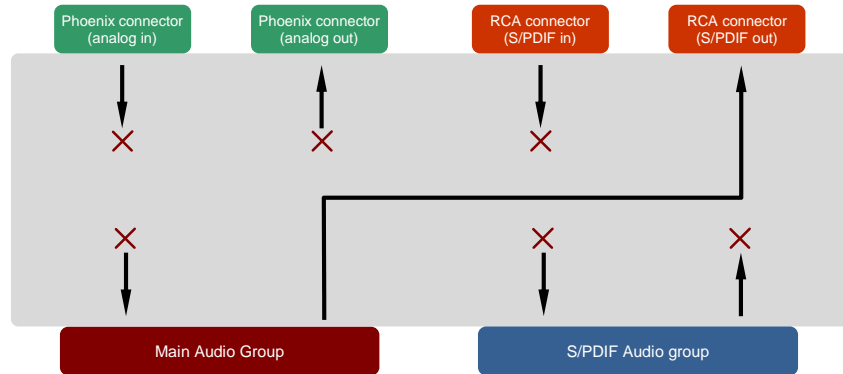 Phoenix connector
(analog in)
Phoenix connector
(analog out)
RCA connector
(S/PDIF in)
RCA connector
(S/PDIF out)
Main Audio Group
S/PDIF Audio group